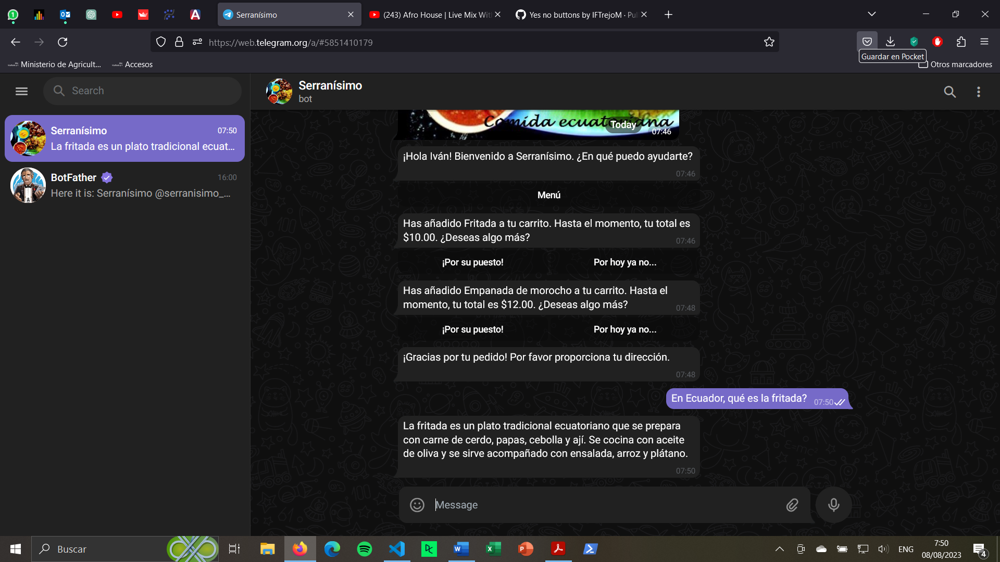 Serranísimo
(243) Afro House | Live Mix Wit
Yes no buttons by IFTrejoM · Pul
https://web.telegram.org/a/#5851410179
Guardar en Pocket
Ministerio de Agricult...
Accesos
Otros marcadores
Search
Serranísimo
bot
Serranísimo
07:50
La fritada es un plato tradicional ecuat...
BotFather
16:00
Here it is: Serranísimo @serranisimo_...
Comida ecuatoriana
Today
07:46
¡Hola Iván! Bienvenido a Serranísimo. ¿En qué puedo ayudarte?
07:46
Menú
Has añadido Fritada a tu carrito. Hasta el momento, tu total es
$10.00. ¿Deseas algo más?
07:46
¡Por su puesto!
Por hoy ya no...
Has añadido Empanada de morocho a tu carrito. Hasta el
momento, tu total es $12.00. ¿Deseas algo más?
07:48
¡Por su puesto!
Por hoy ya no...
¡Gracias por tu pedido! Por favor proporciona tu dirección.
07:48
En Ecuador, qué es la fritada?
07:50
La fritada es un plato tradicional ecuatoriano que se prepara
con carne de cerdo, papas, cebolla y ají. Se cocina con aceite
de oliva y se sirve acompañado con ensalada, arroz y plátano.
07:50
Message
Buscar
ENG
7:50
08/08/2023
4